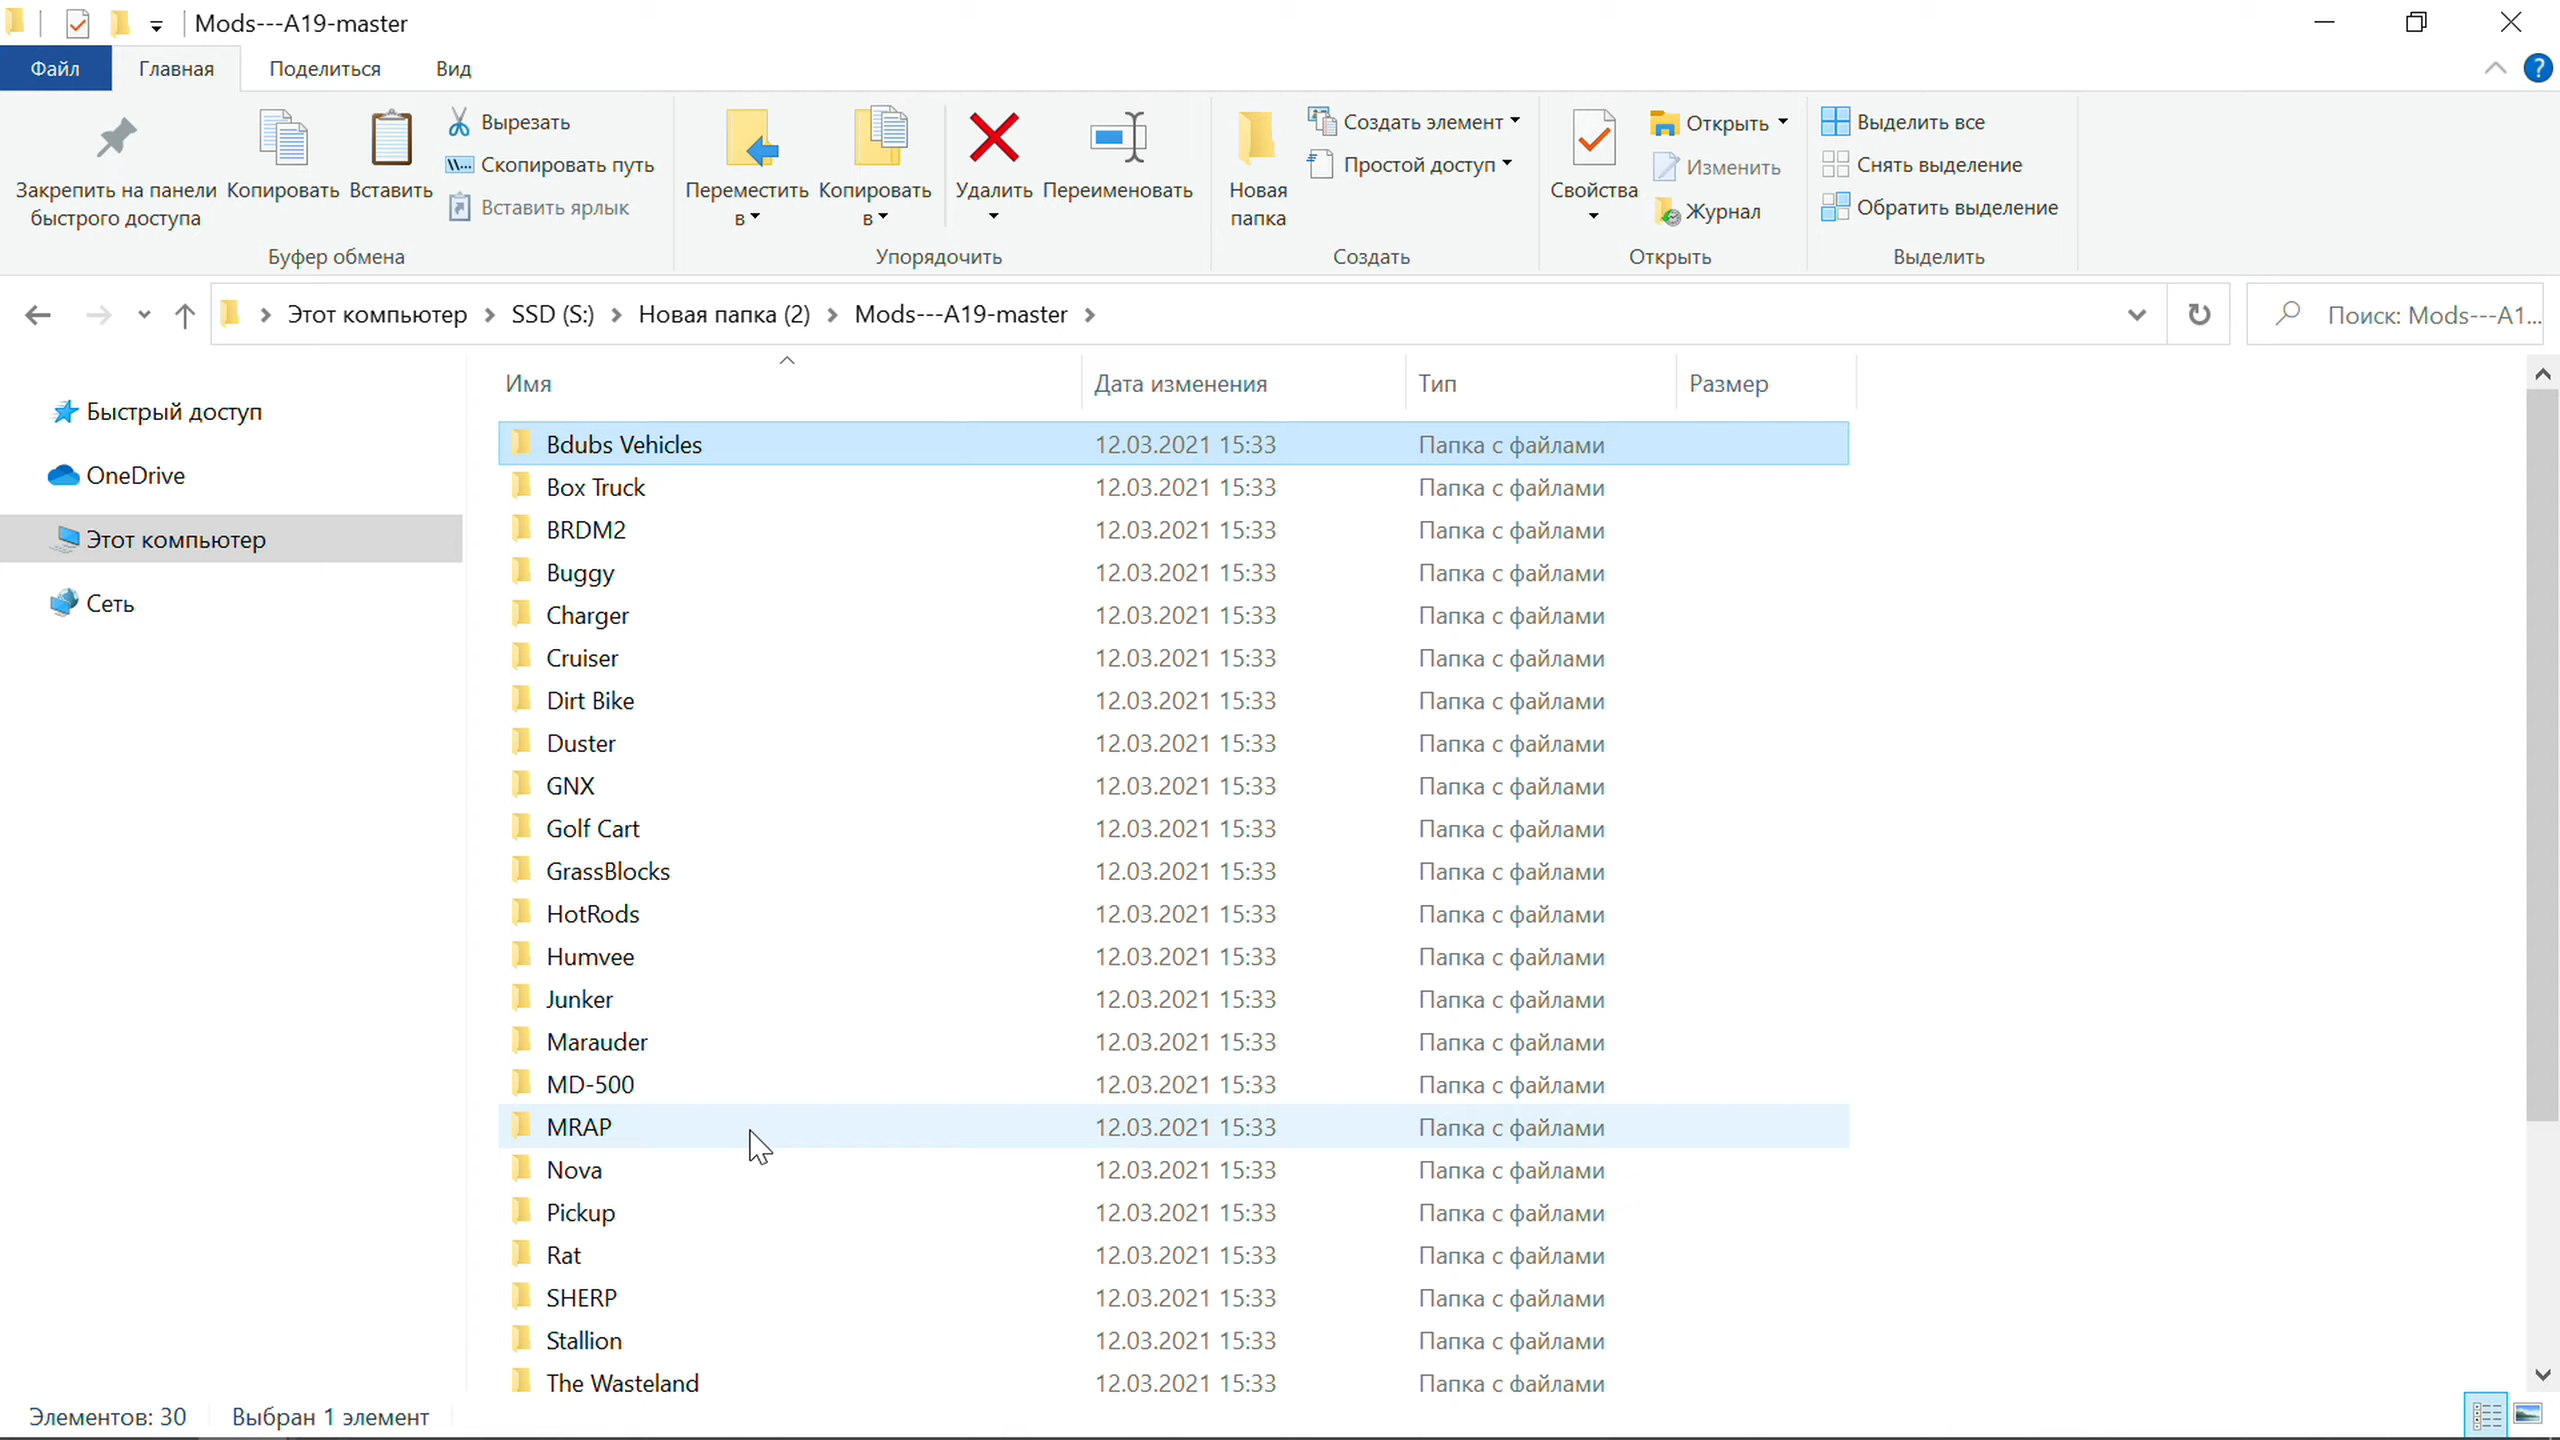 Mods---A19-master
Файл
Главная
Поделиться
Вид
?
Закрепить на панели
быстрого доступа
Копировать
Вставить
Вырезать
Скопировать путь
Вставить ярлык
Буфер обмена
Переместить
в
Копировать
в
Удалить
Переименовать
Упорядочить
Новая
папка
Создать элемент
Простой доступ
Создать
Свойства
Открыть
Изменить
Журнал
Открыть
Выделить все
Снять выделение
Обратить выделение
Выделить
Этот компьютер
SSD (S:)
Новая папка (2)
Mods---A19-master
Поиск: Mods---A1...
Быстрый доступ
OneDrive
Этот компьютер
Сеть
Имя Дата изменения Тип Размер
Bdubs Vehicles 12.03.2021 15:33 Папка с файлами
Box Truck 12.03.2021 15:33 Папка с файлами
BRDM2 12.03.2021 15:33 Папка с файлами
Buggy 12.03.2021 15:33 Папка с файлами
Charger 12.03.2021 15:33 Папка с файлами
Cruiser 12.03.2021 15:33 Папка с файлами
Dirt Bike 12.03.2021 15:33 Папка с файлами
Duster 12.03.2021 15:33 Папка с файлами
GNX 12.03.2021 15:33 Папка с файлами
Golf Cart 12.03.2021 15:33 Папка с файлами
GrassBlocks 12.03.2021 15:33 Папка с файлами
HotRods 12.03.2021 15:33 Папка с файлами
Humvee 12.03.2021 15:33 Папка с файлами
Junker 12.03.2021 15:33 Папка с файлами
Marauder 12.03.2021 15:33 Папка с файлами
MD-500 12.03.2021 15:33 Папка с файлами
MRAP 12.03.2021 15:33 Папка с файлами
Nova 12.03.2021 15:33 Папка с файлами
Pickup 12.03.2021 15:33 Папка с файлами
Rat 12.03.2021 15:33 Папка с файлами
SHERP 12.03.2021 15:33 Папка с файлами
Stallion 12.03.2021 15:33 Папка с файлами
The Wasteland 12.03.2021 15:33 Папка с файлами
Элементов: 30
Выбран 1 элемент